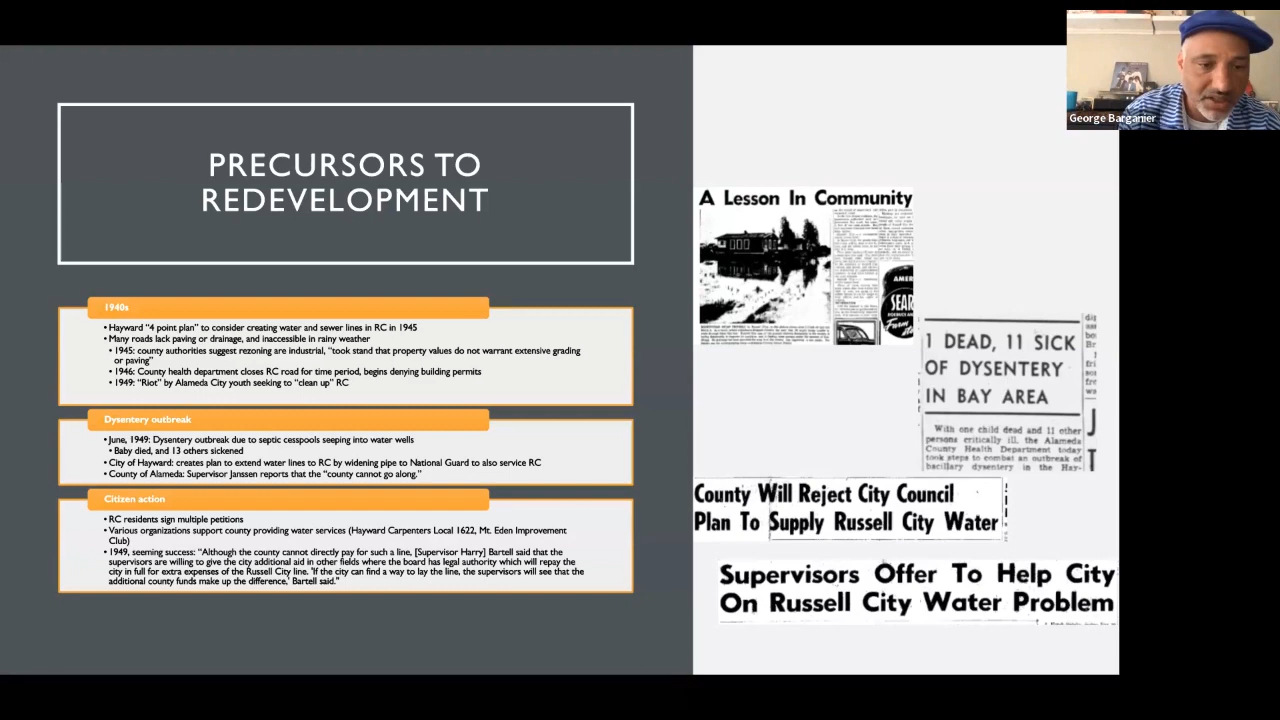 PRECURSORS TO
REDEVELOPMENT
1940s
• Hayward "4 point plan" to consider creating water and sewer lines in RC in 1945
• Many roads lack paving or drainage, and inaccessible in rainy weather
• 1945: county authorities suggest rezoning are industrial, "took stand that property values do not warrant extensive grading
or paving"
• 1946: County health department closes RC road for time period, begins denying building permits
• 1949: "Riot" by Alameda City youth seeking to "clean up" RC
Dysentery outbreak
• June, 1949: Dysentery outbreak due to septic cesspools seeping into water wells
• Baby died, and 13 others sickened
• City of Hayward: creates plan to extend water lines to RC by widening pipe to National Guard to also service RC
• County of Alameda: Supervisor Janssen reports that the "county cannot go along."
Citizen action
• RC residents sign multiple petitions
• Various organizations support county providing water services (Hayward Carpenters Local 1622, Mt. Eden Improvement
Club)
• 1949, seeming success: "Although the county cannot directly pay for such a line, [Supervisor Harry] Bartell said that the
supervisors are willing to give the city additional aid in other fields where the board has legal authority which will repay the
city in full for extra expenses of the Russell City line. 'If the city can find a way to lay the line, the supervisors will see that the
additional county funds make up the difference,' Bartell said."
A Lesson In Community
AMER
SEAR
1 DEAD, 11 SICK
OF DYSENTERY
IN BAY AREA
With one child dead and 11 other
persons critically ill, the Alameda
County Health Department today
took steps to combat an outbreak of
bacillary dysentery in the Hay-
County Will Reject City Council
Plan To Supply Russell City Water
Supervisors Offer To Help City
On Russell City Water Problem
George Barganier